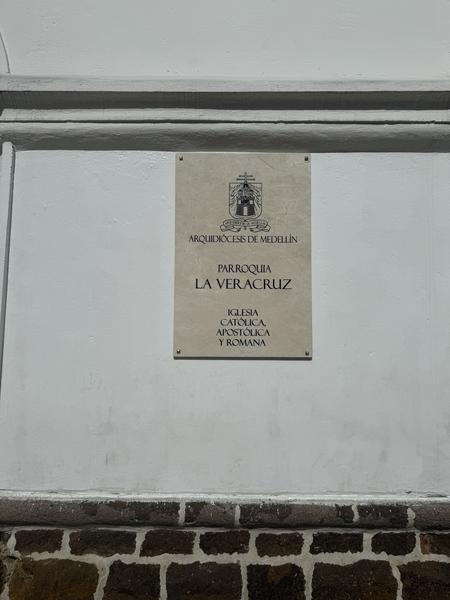 ARQUIDIÓCESIS DE MEDELLÍN
PARROQUIA
LA VERACRUZ
IGLESIA
CATÓLICA,
APOSTÓLICA
Y ROMANA